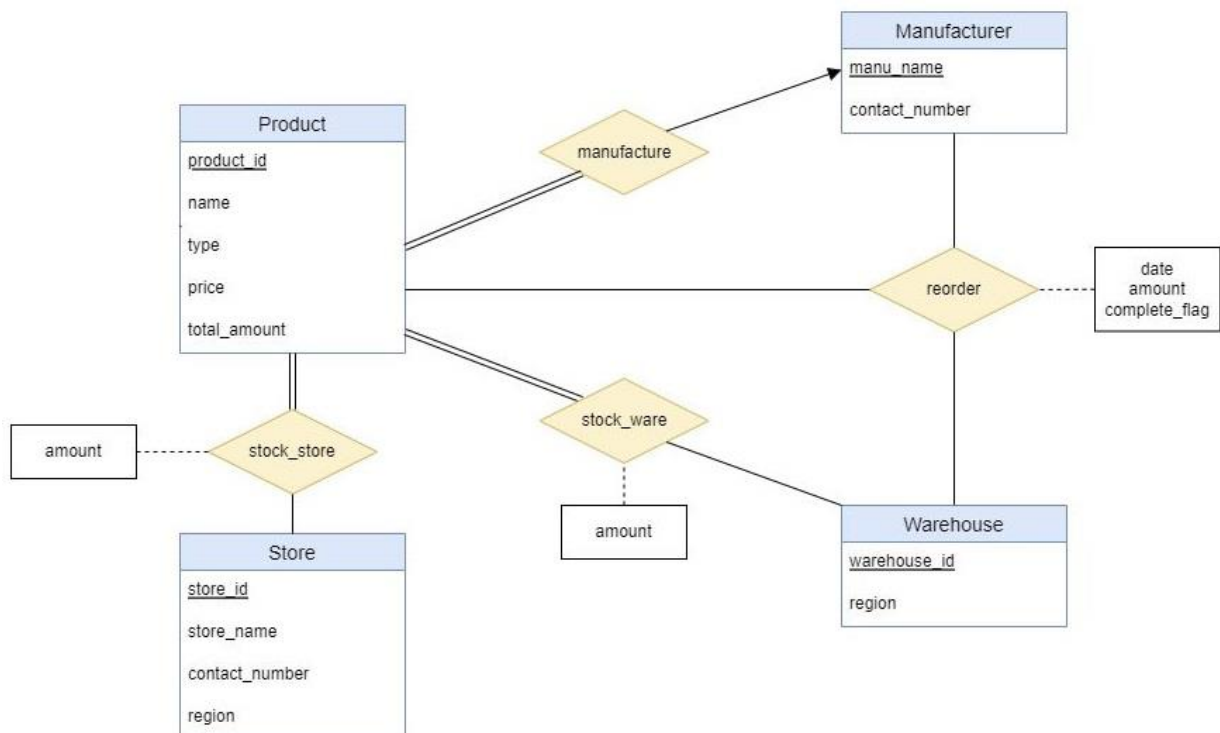 Manufacturer
manu_name
contact_number
Product
product_id
name
type
price
total_amount
manufacture
reorder
date
amount
complete_flag
stock_ware
amount
stock_store
amount
Store
store_id
store_name
contact_number
region
Warehouse
warehouse_id
region